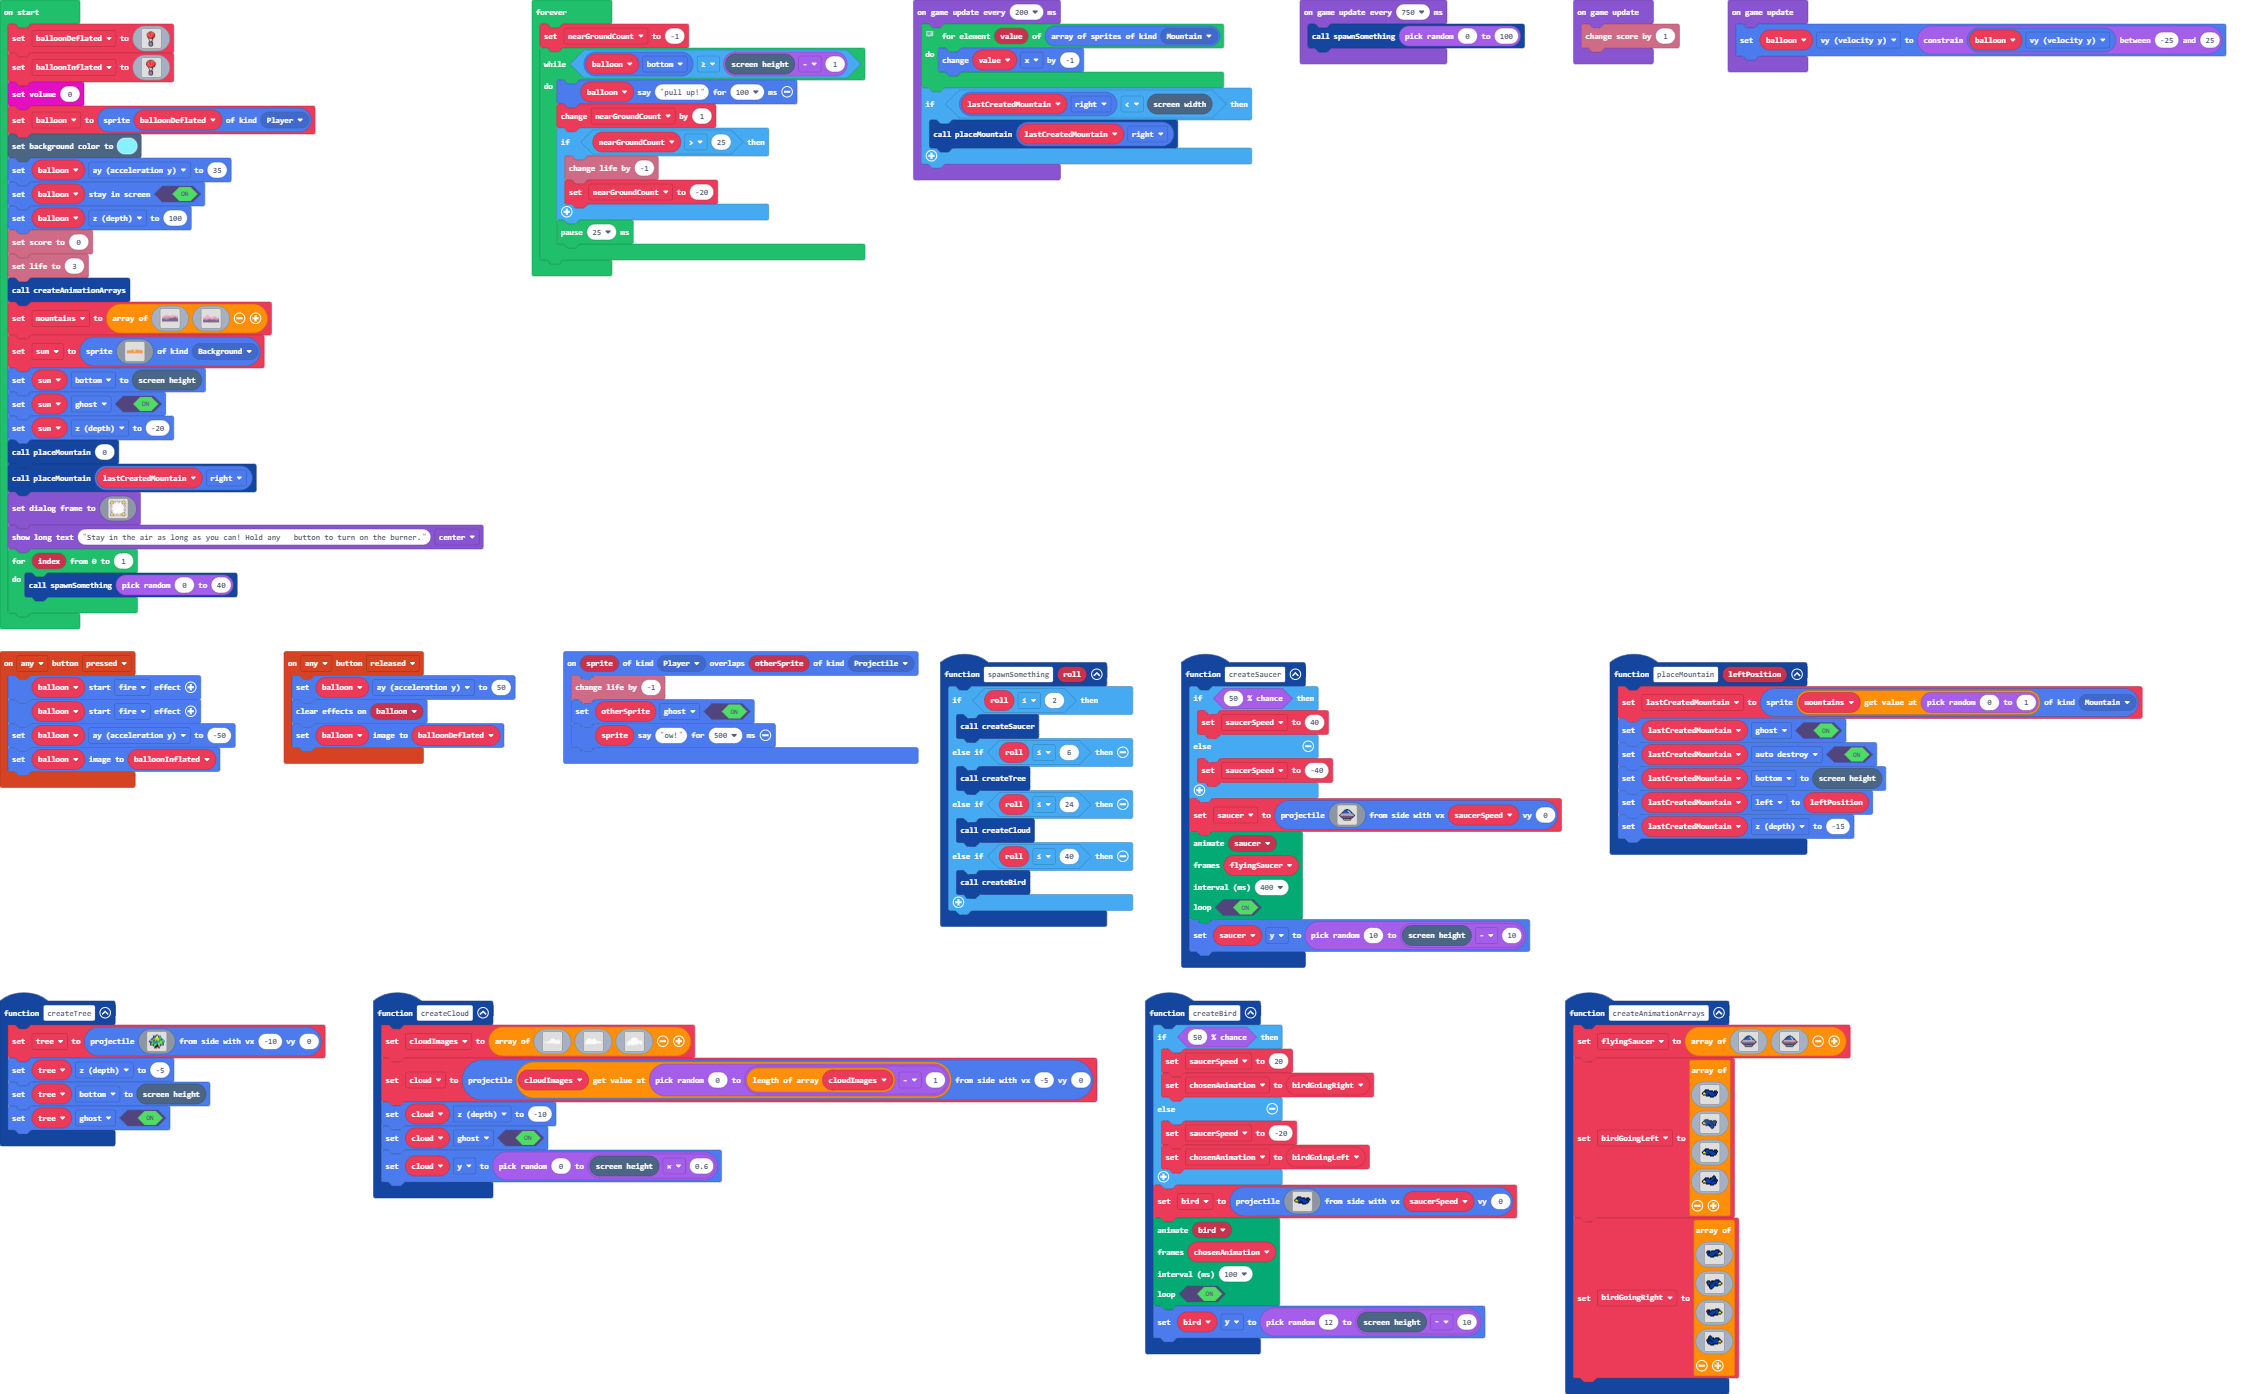 on start
set balloonDeflated to
set balloonInflated to
set volume 0
set balloon to sprite balloonDeflated of kind Player
set background color to
set balloon ay (acceleration y) to 35
set balloon stay in screen ON
set balloon z (depth) to 100
set score to 0
set life to 3
call createAnimationArrays
set mountains to array of
set sun to sprite of kind Background
set sun bottom to screen height
set sun ghost ON
set sun z (depth) to -20
call placeMountain 0
call placeMountain lastCreatedMountain right
set dialog frame to
show long text "Stay in the air as long as you can! Hold any button to turn on the burner." center
for index from 0 to 1
do call spawnSomething pick random 0 to 40
forever
set nearGroundCount to -1
while balloon bottom ≥ screen height - 1
do balloon say "pull up!" for 100 ms
change nearGroundCount by 1
if nearGroundCount > 25 then
change life by -1
set nearGroundCount to -20
pause 25 ms
on game update every 200 ms
for element value of array of sprites of kind Mountain
do change value x by -1
if lastCreatedMountain right < screen width then
call placeMountain lastCreatedMountain right
on game update every 750 ms
call spawnSomething pick random 0 to 100
on game update
change score by 1
on game update
set balloon vy (velocity y) to constrain balloon vy (velocity y) between -25 and 25
on any button pressed
balloon start fire effect
balloon start fire effect
set balloon ay (acceleration y) to -50
set balloon image to balloonInflated
on any button released
set balloon ay (acceleration y) to 50
clear effects on balloon
set balloon image to balloonDeflated
on sprite of kind Player overlaps otherSprite of kind Projectile
change life by -1
set otherSprite ghost ON
sprite say "ow!" for 500 ms
function spawnSomething roll
if roll ≤ 2 then
call createSaucer
else if roll ≤ 6 then
call createTree
else if roll ≤ 24 then
call createCloud
else if roll ≤ 40 then
call createBird
function createSaucer
if 50 % chance then
set saucerSpeed to 40
else
set saucerSpeed to -40
set saucer to projectile from side with vx saucerSpeed vy 0
animate saucer
frames flyingSaucer
interval (ms) 400
loop ON
set saucer y to pick random 10 to screen height - 10
function placeMountain leftPosition
set lastCreatedMountain to sprite mountains get value at pick random 0 to 1 of kind Mountain
set lastCreatedMountain ghost ON
set lastCreatedMountain auto destroy ON
set lastCreatedMountain bottom to screen height
set lastCreatedMountain left to leftPosition
set lastCreatedMountain z (depth) to -15
function createTree
set tree to projectile from side with vx -10 vy 0
set tree z (depth) to -5
set tree bottom to screen height
set tree ghost ON
function createCloud
set cloudImages to array of
set cloud to projectile cloudImages get value at pick random 0 to length of array cloudImages - 1 from side with vx -5 vy 0
set cloud z (depth) to -10
set cloud ghost ON
set cloud y to pick random 0 to screen height × 0.6
function createBird
if 50 % chance then
set saucerSpeed to 20
set chosenAnimation to birdGoingRight
else
set saucerSpeed to -20
set chosenAnimation to birdGoingLeft
set bird to projectile from side with vx saucerSpeed vy 0
animate bird
frames chosenAnimation
interval (ms) 100
loop ON
set bird y to pick random 12 to screen height - 10
function createAnimationArrays
set flyingSaucer to array of
array of
set birdGoingLeft to
array of
set birdGoingRight to